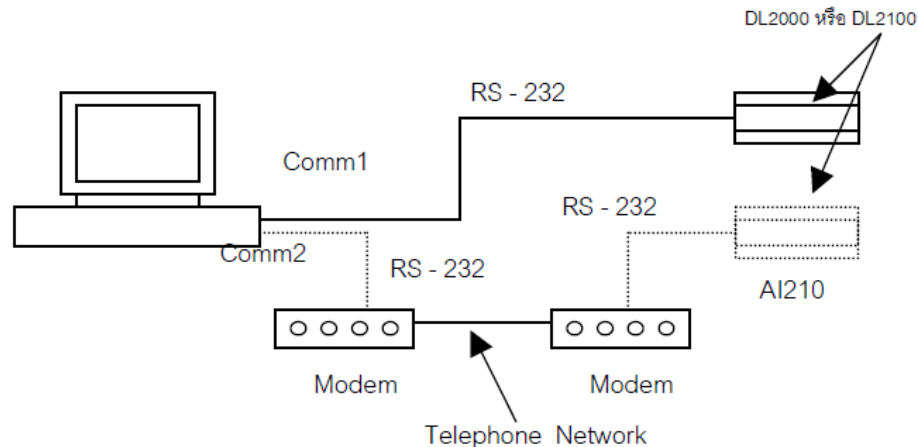 DL2000 หรือ DL2100
RS - 232
Comm1
RS - 232
Comm2
RS - 232
AI210
Modem
Modem
Telephone Network